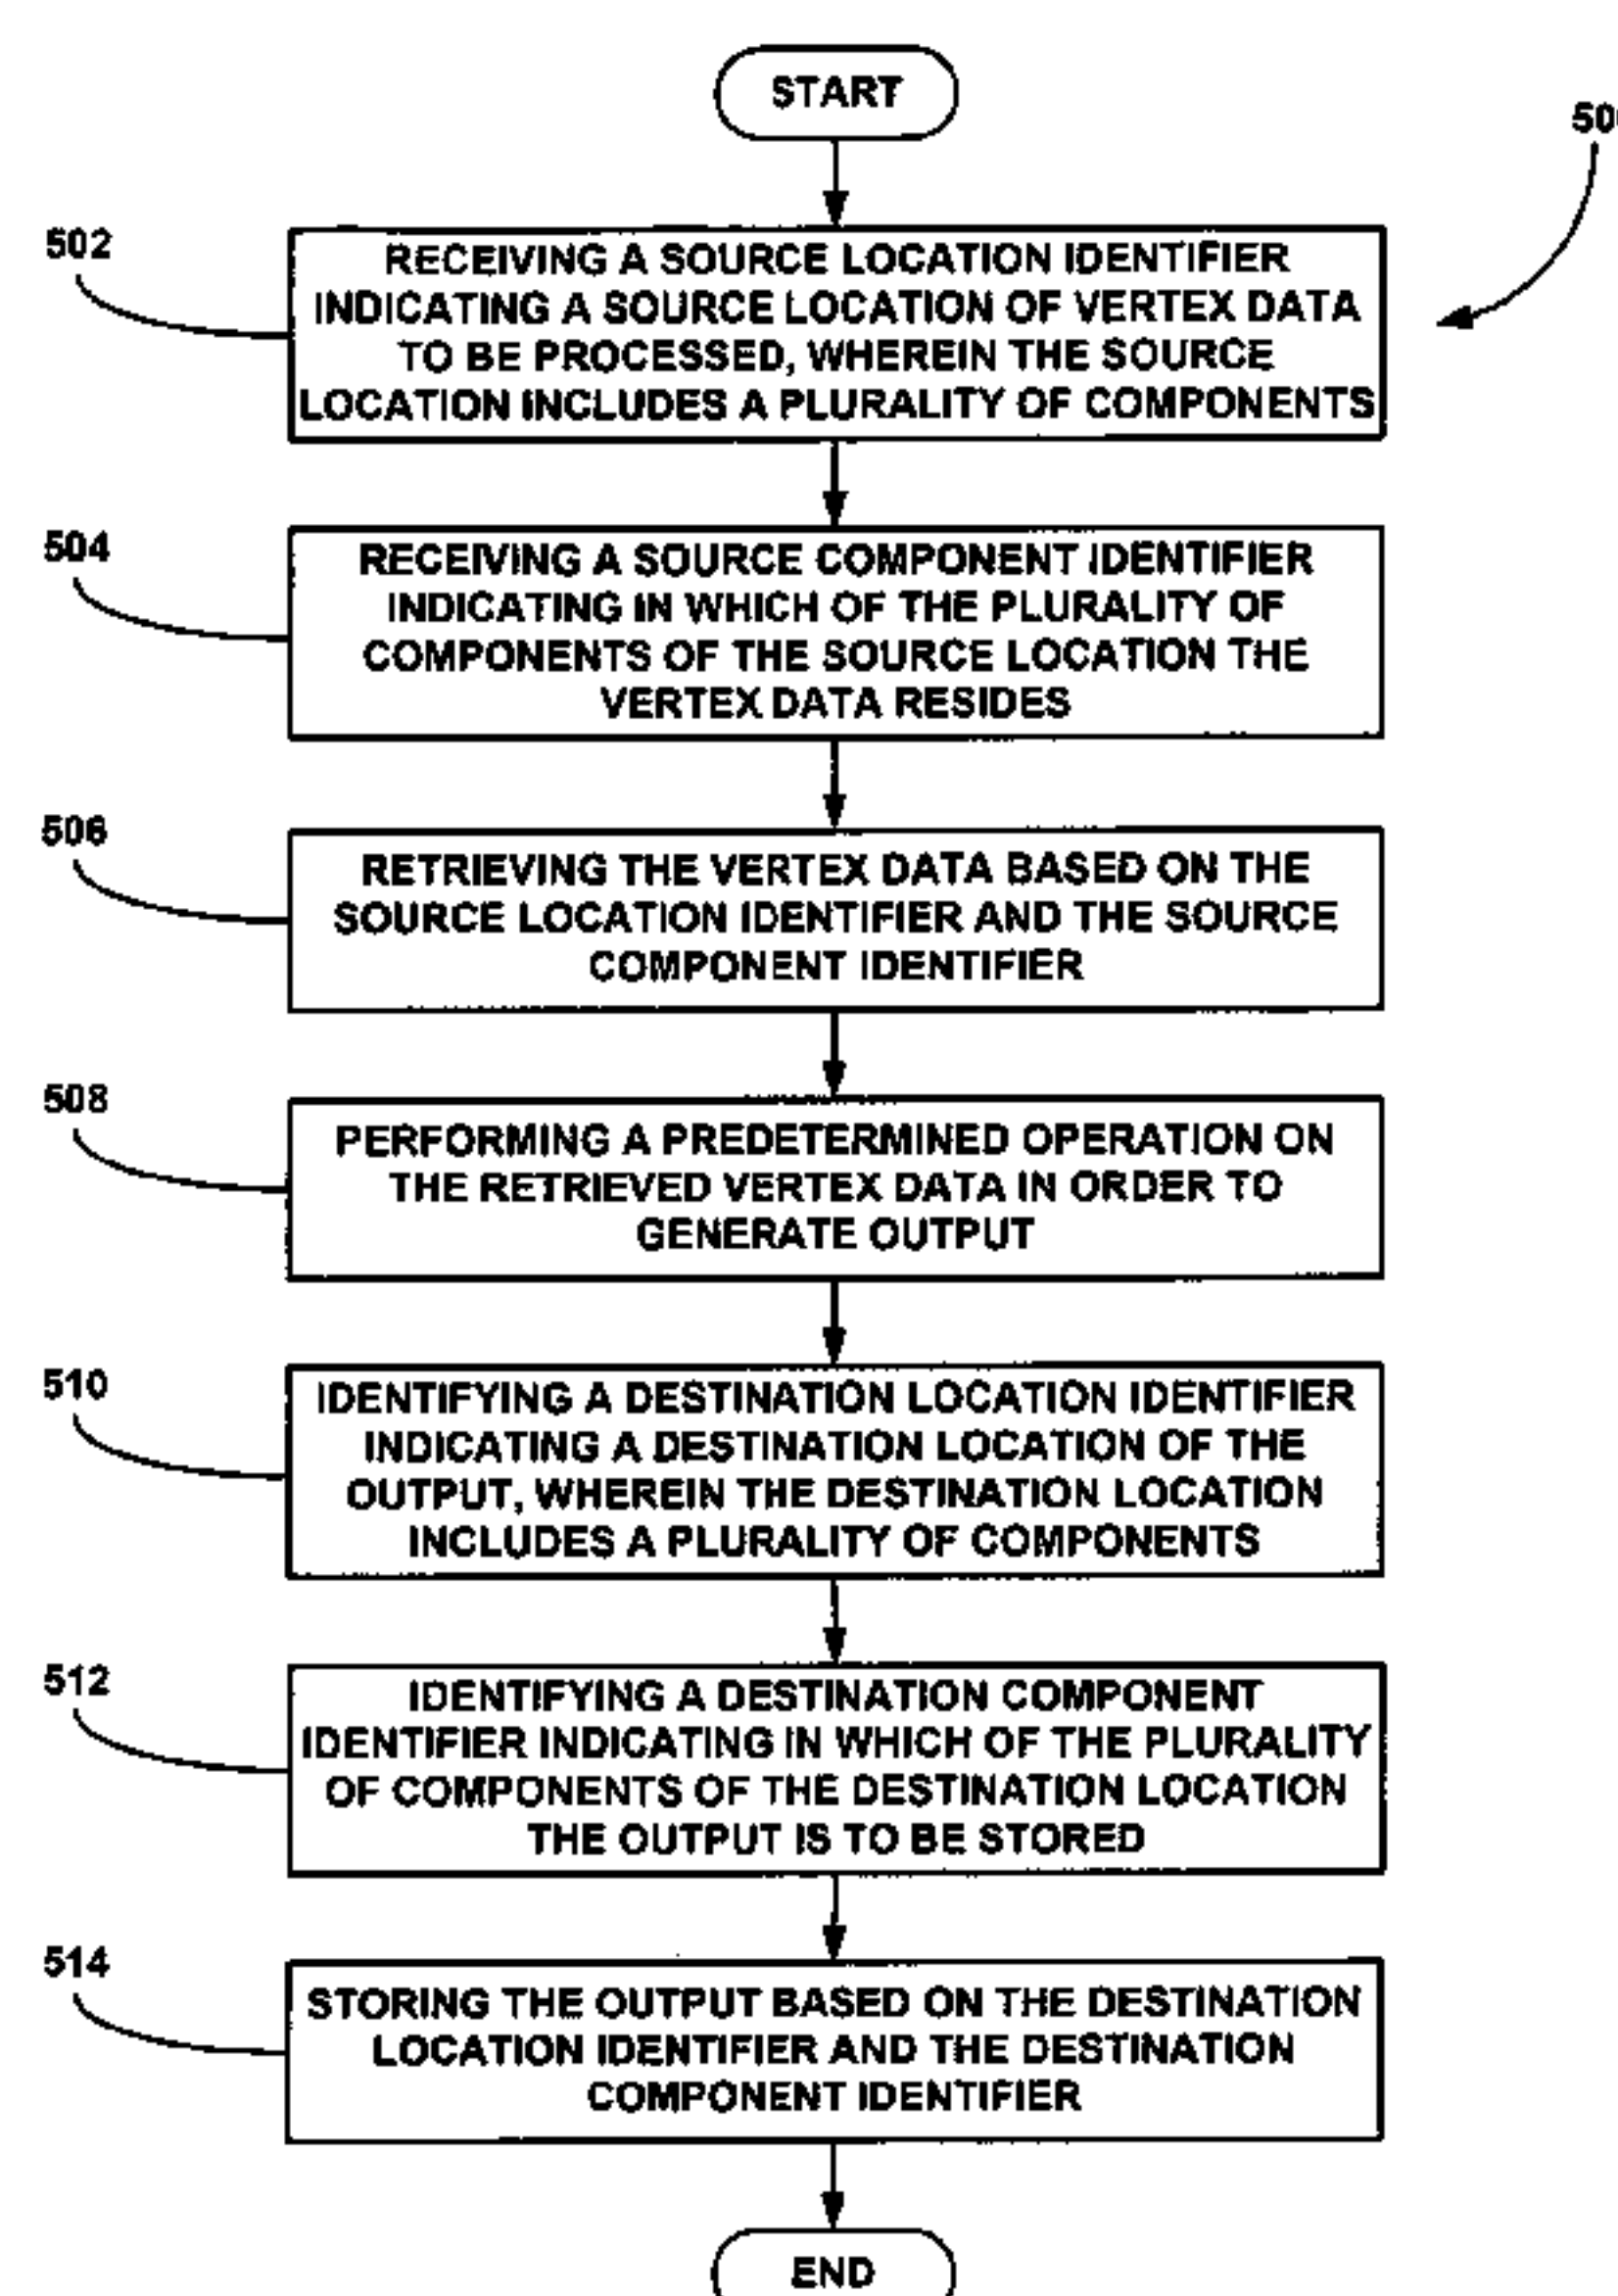 START
502
RECEIVING A SOURCE LOCATION IDENTIFIER
INDICATING A SOURCE LOCATION OF VERTEX DATA
TO BE PROCESSED, WHEREIN THE SOURCE
LOCATION INCLUDES A PLURALITY OF COMPONENTS
504
RECEIVING A SOURCE COMPONENT IDENTIFIER
INDICATING IN WHICH OF THE PLURALITY OF
COMPONENTS OF THE SOURCE LOCATION THE
VERTEX DATA RESIDES
506
RETRIEVING THE VERTEX DATA BASED ON THE
SOURCE LOCATION IDENTIFIER AND THE SOURCE
COMPONENT IDENTIFIER
508
PERFORMING A PREDETERMINED OPERATION ON
THE RETRIEVED VERTEX DATA IN ORDER TO
GENERATE OUTPUT
510
IDENTIFYING A DESTINATION LOCATION IDENTIFIER
INDICATING A DESTINATION LOCATION OF THE
OUTPUT, WHEREIN THE DESTINATION LOCATION
INCLUDES A PLURALITY OF COMPONENTS
512
IDENTIFYING A DESTINATION COMPONENT
IDENTIFIER INDICATING IN WHICH OF THE PLURALITY
OF COMPONENTS OF THE DESTINATION LOCATION
THE OUTPUT IS TO BE STORED
514
STORING THE OUTPUT BASED ON THE DESTINATION
LOCATION IDENTIFIER AND THE DESTINATION
COMPONENT IDENTIFIER
END